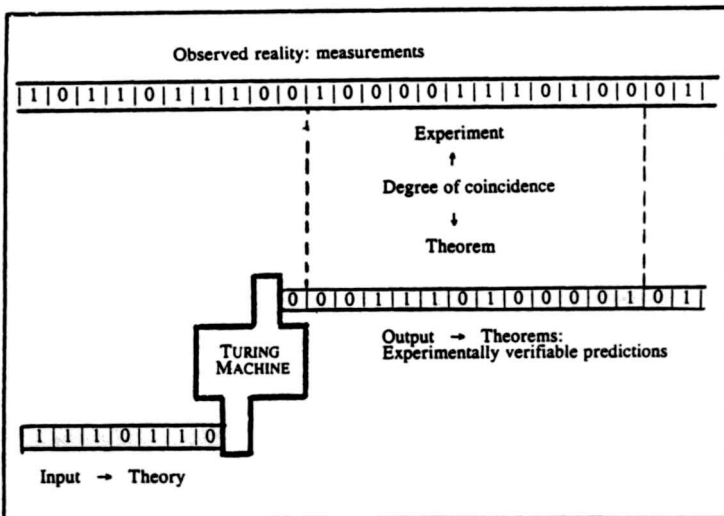 Observed reality: measurements
|1|0|1|1|0|1|1|1|1|0|0|1|0|0|0|0|0|1|1|1|0|1|0|0|0|1|
Experiment
↑
Degree of coincidence
↓
Theorem
0|0|0|1|1|1|0|1|0|0|0|0|1|0|1|
TURING
MACHINE
Output → Theorems:
Experimentally verifiable predictions
|1|1|1|0|1|1|0
Input → Theory